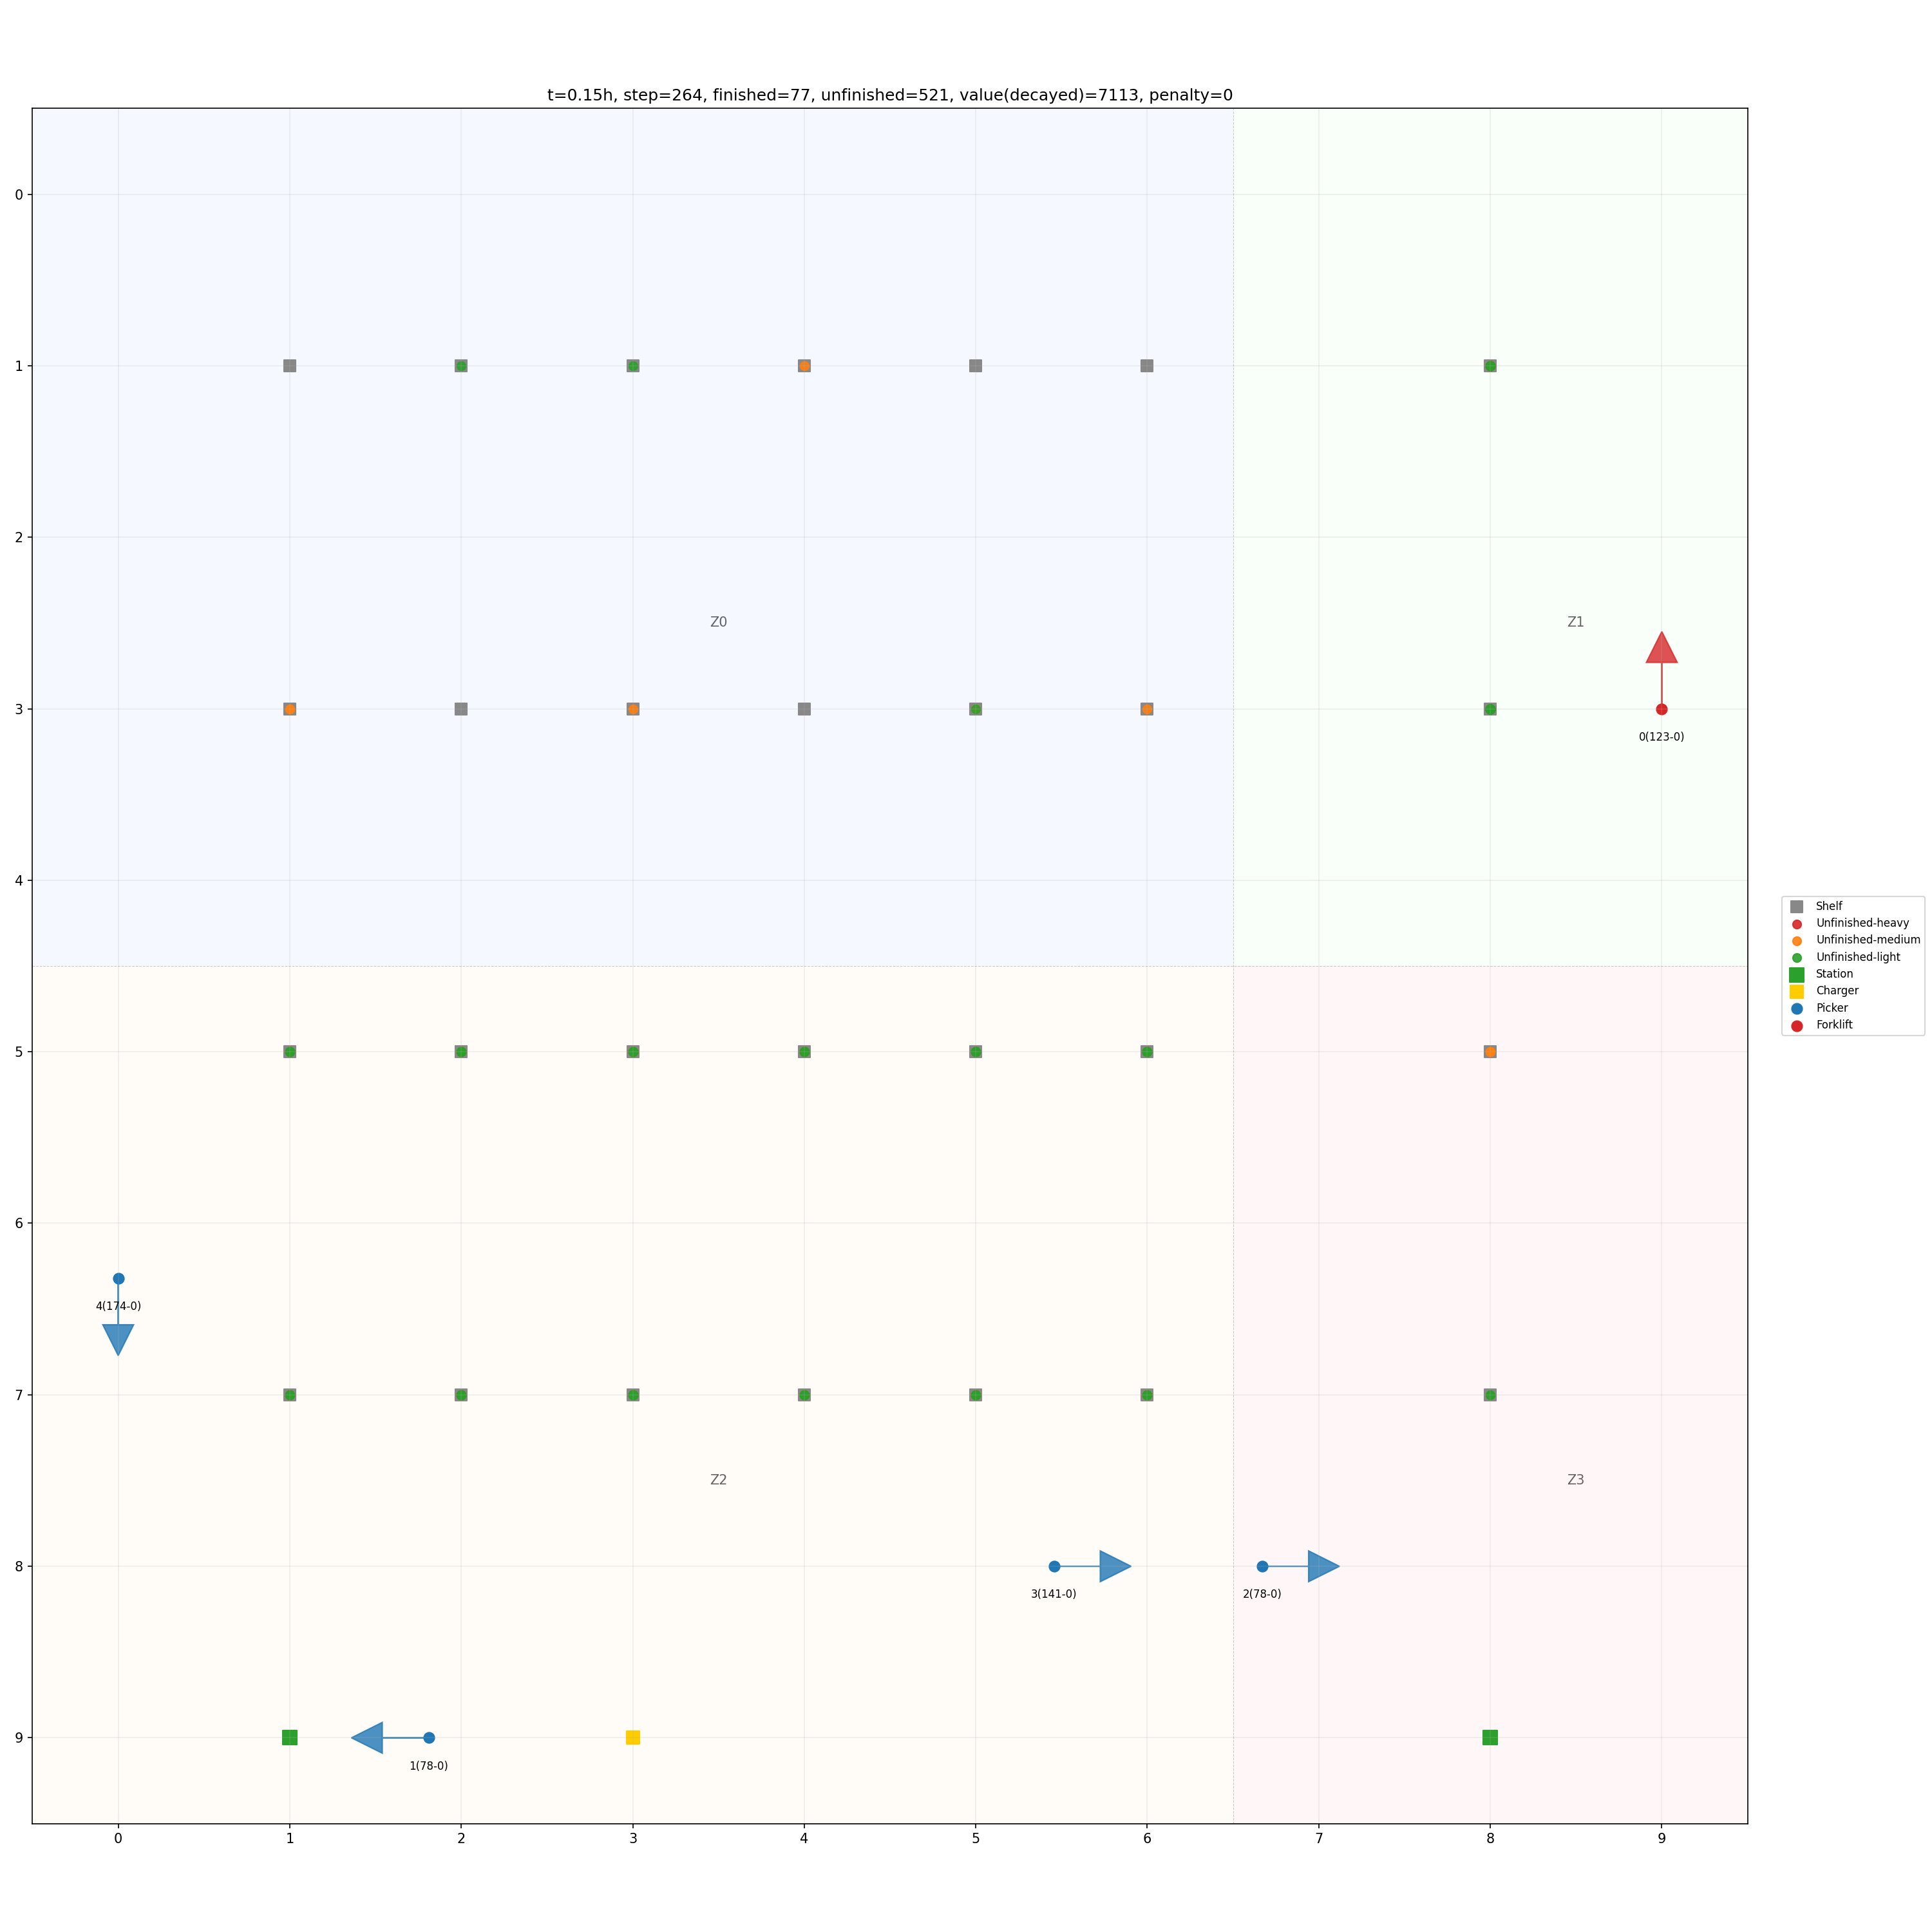 t=0.15h, step=264, finished=77, unfinished=521, value(decayed)=7113, penalty=0
0
1
2
Z0
Z1
3
0(123-0)
4
Shelf
Unfinished-heavy
Unfinished-medium
Unfinished-light
Station
Charger
Picker
Forklift
5
6
4(174-0)
7
Z2
Z3
8
3(141-0)
2(78-0)
9
1(78-0)
0 1 2 3 4 5 6 7 8 9